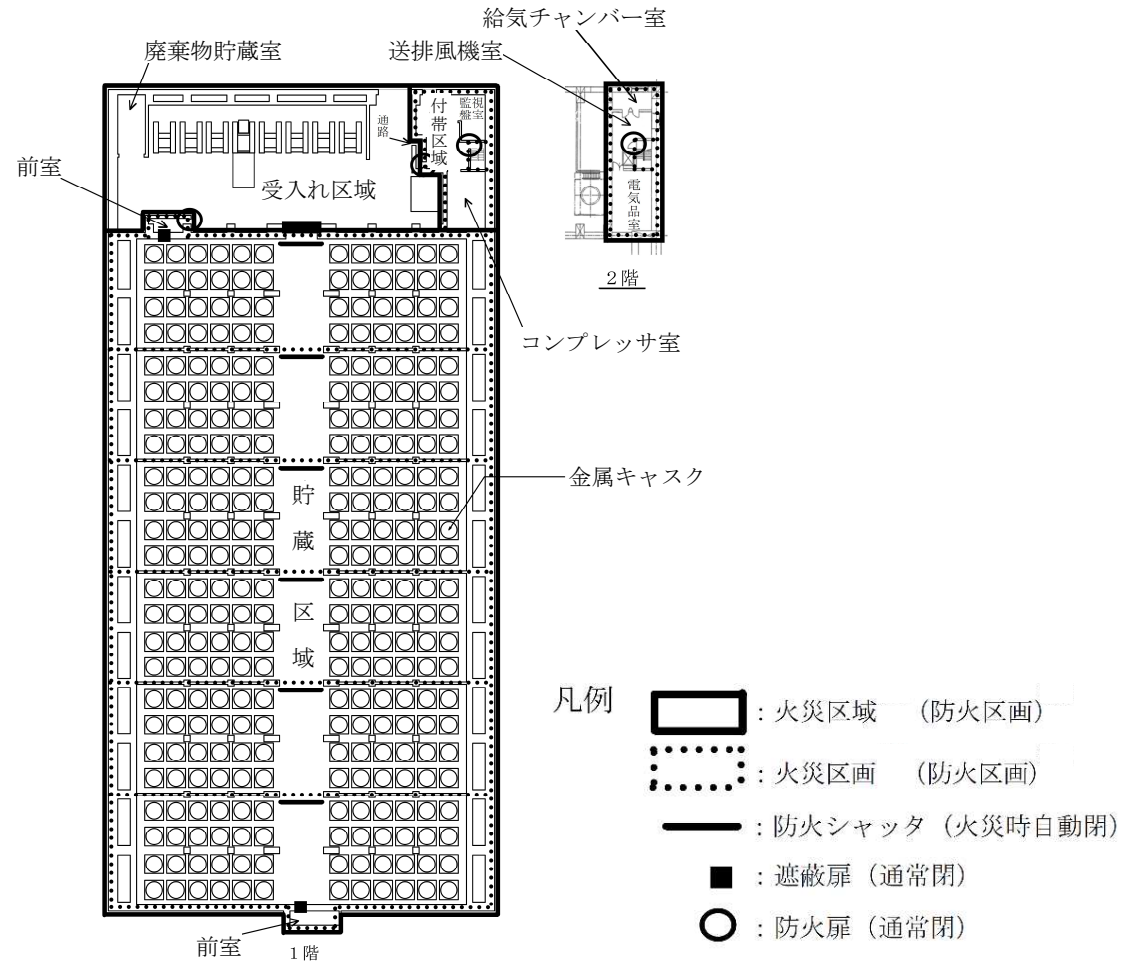 給気チャンバー室
送排風機室
廃棄物貯蔵室
付帯区域
監視盤室
通路
前室
受入れ区域
電気品室
2階
コンプレッサ室
金属キャスク
貯蔵区域
凡例
：火災区域　（防火区画）
：火災区画　（防火区画）
：防火シャッタ（火災時自動閉）
：遮蔽扉（通常閉）
：防火扉（通常閉）
前室
1階